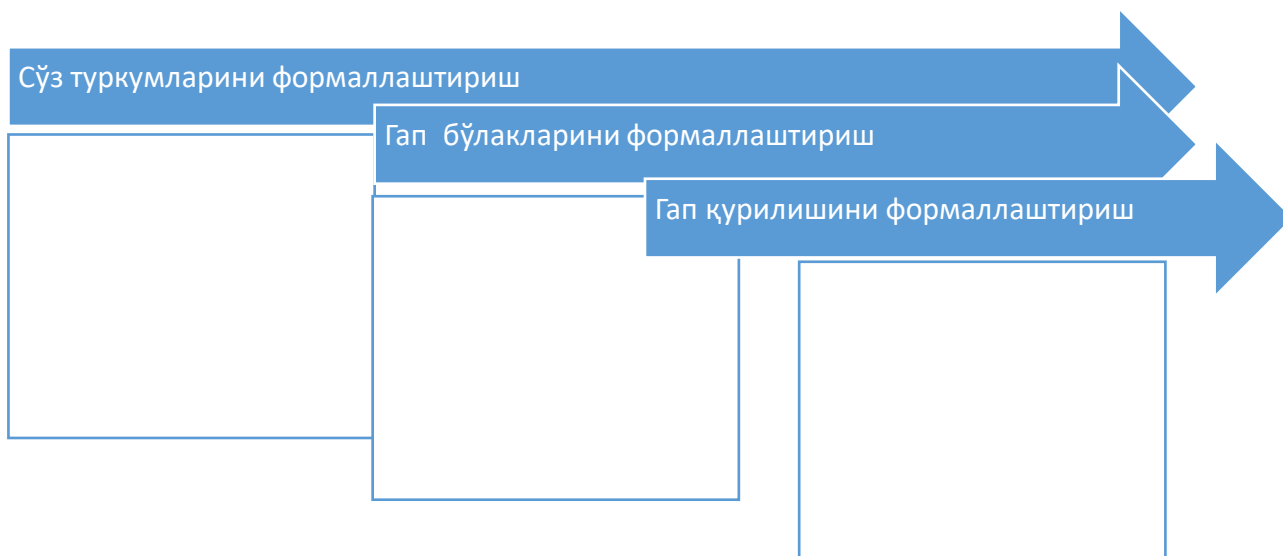 Сўз туркумларини формаллаштириш
Гап бўлакларини формаллаштириш
Гап қурилишини формаллаштириш